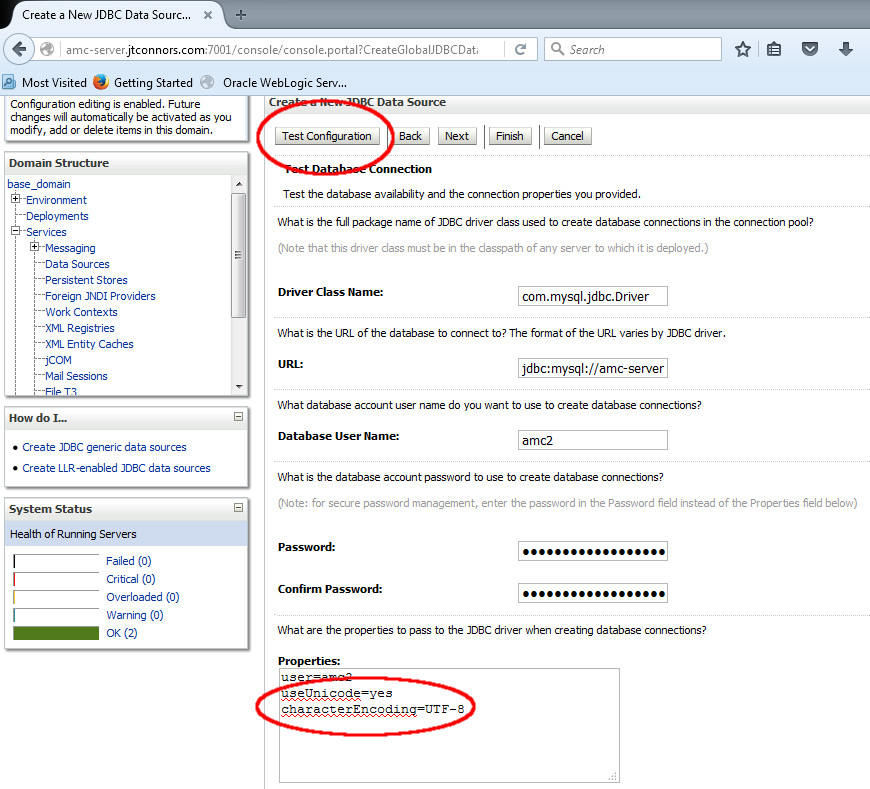 Create a New JDBC Data Sourc...
amc-server.jtconnors.com:7001/console/console.portal?CreateGlobalJDBCData
Search
Most Visited
Getting Started
Oracle WebLogic Serv...
Configuration editing is enabled. Future
changes will automatically be activated as you
modify, add or delete items in this domain.
Domain Structure
base_domain
Environment
Deployments
Services
Messaging
Data Sources
Persistent Stores
Foreign JNDI Providers
Work Contexts
XML Registries
XML Entity Caches
jCOM
Mail Sessions
File T3
How do I...
Create JDBC generic data sources
Create LLR-enabled JDBC data sources
System Status
Health of Running Servers
Failed (0)
Critical (0)
Overloaded (0)
Warning (0)
OK (2)
Create a New JDBC Data Source
Test Configuration Back Next Finish Cancel
Test Database Connection
Test the database availability and the connection properties you provided.
What is the full package name of JDBC driver class used to create database connections in the connection pool?
(Note that this driver class must be in the classpath of any server to which it is deployed.)
Driver Class Name: com.mysql.jdbc.Driver
What is the URL of the database to connect to? The format of the URL varies by JDBC driver.
URL: jdbc:mysql://amc-server
What database account user name do you want to use to create database connections?
Database User Name: amc2
What is the database account password to use to create database connections?
(Note: for secure password management, enter the password in the Password field instead of the Properties field below)
Password: ●●●●●●●●●●●●●●●●●●
Confirm Password: ●●●●●●●●●●●●●●●●●●
What are the properties to pass to the JDBC driver when creating database connections?
Properties:
user=amc2
useUnicode=yes
characterEncoding=UTF-8